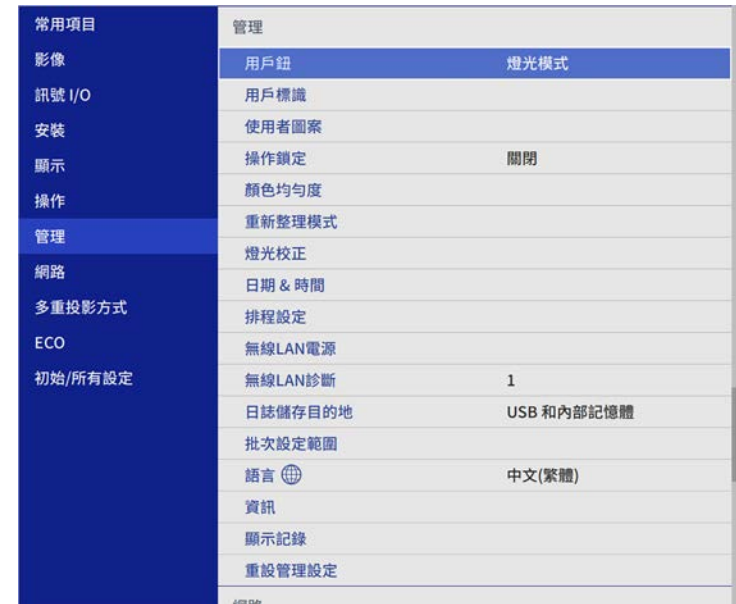 常用項目
影像
訊號 I/O
安裝
顯示
操作
管理
網路
多重投影方式
ECO
初始/所有設定
管理
用戶鈕 燈光模式
用戶標識
使用者圖案
操作鎖定 關閉
顏色均勻度
重新整理模式
燈光校正
日期 & 時間
排程設定
無線LAN電源
無線LAN診斷 1
日誌儲存目的地 USB 和內部記憶體
批次設定範圍
語言 中文(繁體)
資訊
顯示記錄
重設管理設定